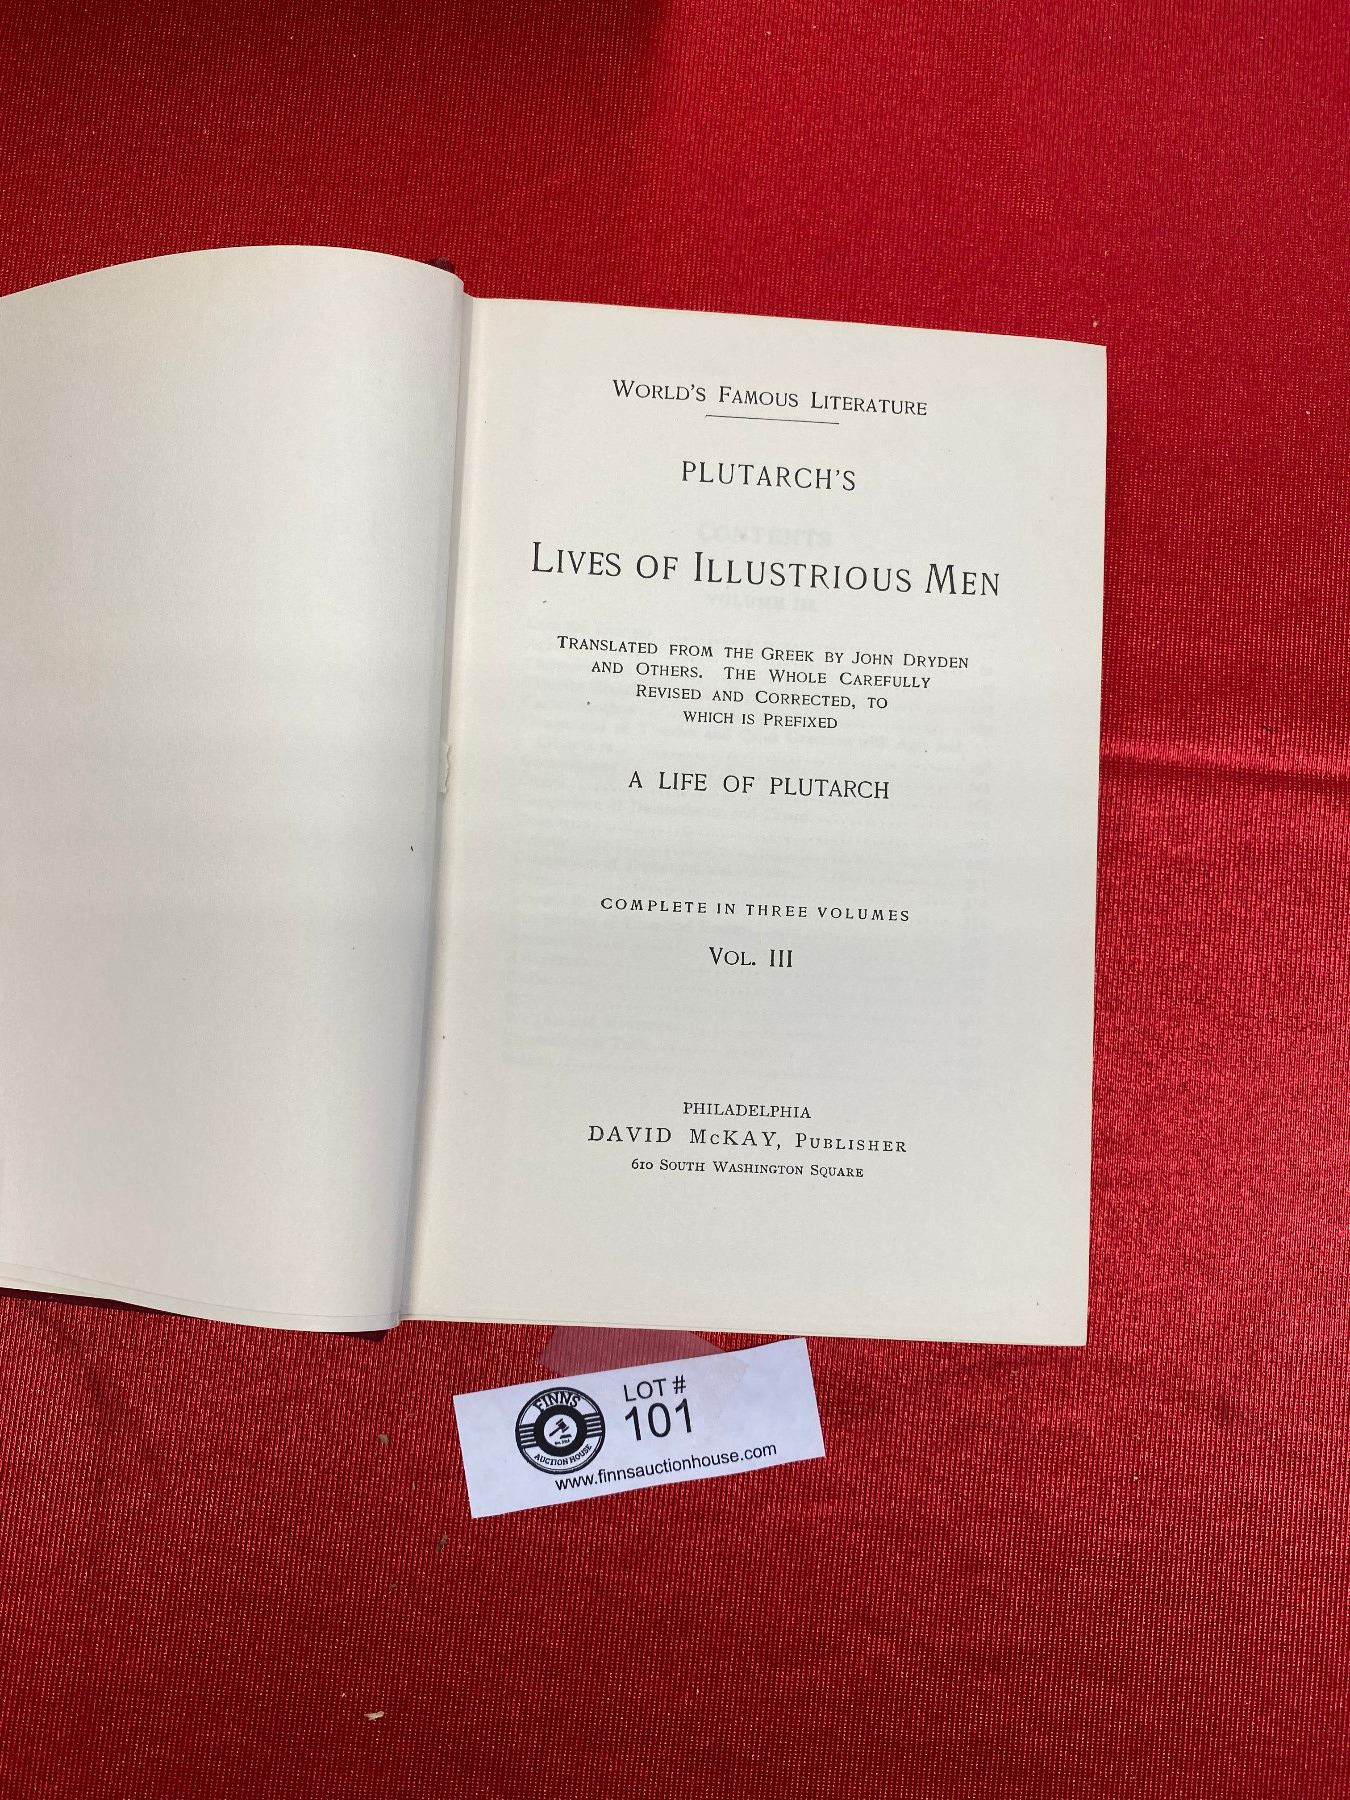 WORLD'S FAMOUS LITERATURE
PLUTARCH'S
LIVES OF ILLUSTRIOUS MEN
TRANSLATED FROM THE GREEK BY JOHN DRYDEN
AND OTHERS. THE WHOLE CAREFULLY
REVISED AND CORRECTED, TO
WHICH IS PREFIXED
A LIFE OF PLUTARCH
COMPLETE IN THREE VOLUMES
VOL. III
PHILADELPHIA
DAVID McKAY, PUBLISHER
610 SOUTH WASHINGTON SQUARE
FINNS
AUCTION HOUSE
LOT #
101
www.finnsauctionhouse.com